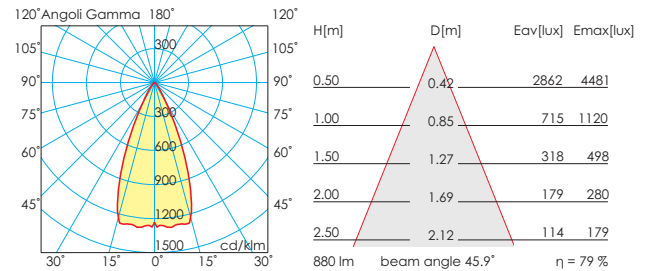 120° Angoli Gamma 180° 120°
105° 300 105°
90° 90°
75° 300 75°
60° 600 60°
900
45° 1200 45°
1500 cd/klm
30° 15° 0° 15° 30°
H[m] D[m] Eav[lux] Emax[lux]
0.50 0.42 2862 4481
1.00 0.85 715 1120
1.50 1.27 318 498
2.00 1.69 179 280
2.50 2.12 114 179
880 lm beam angle 45.9° η = 79 %